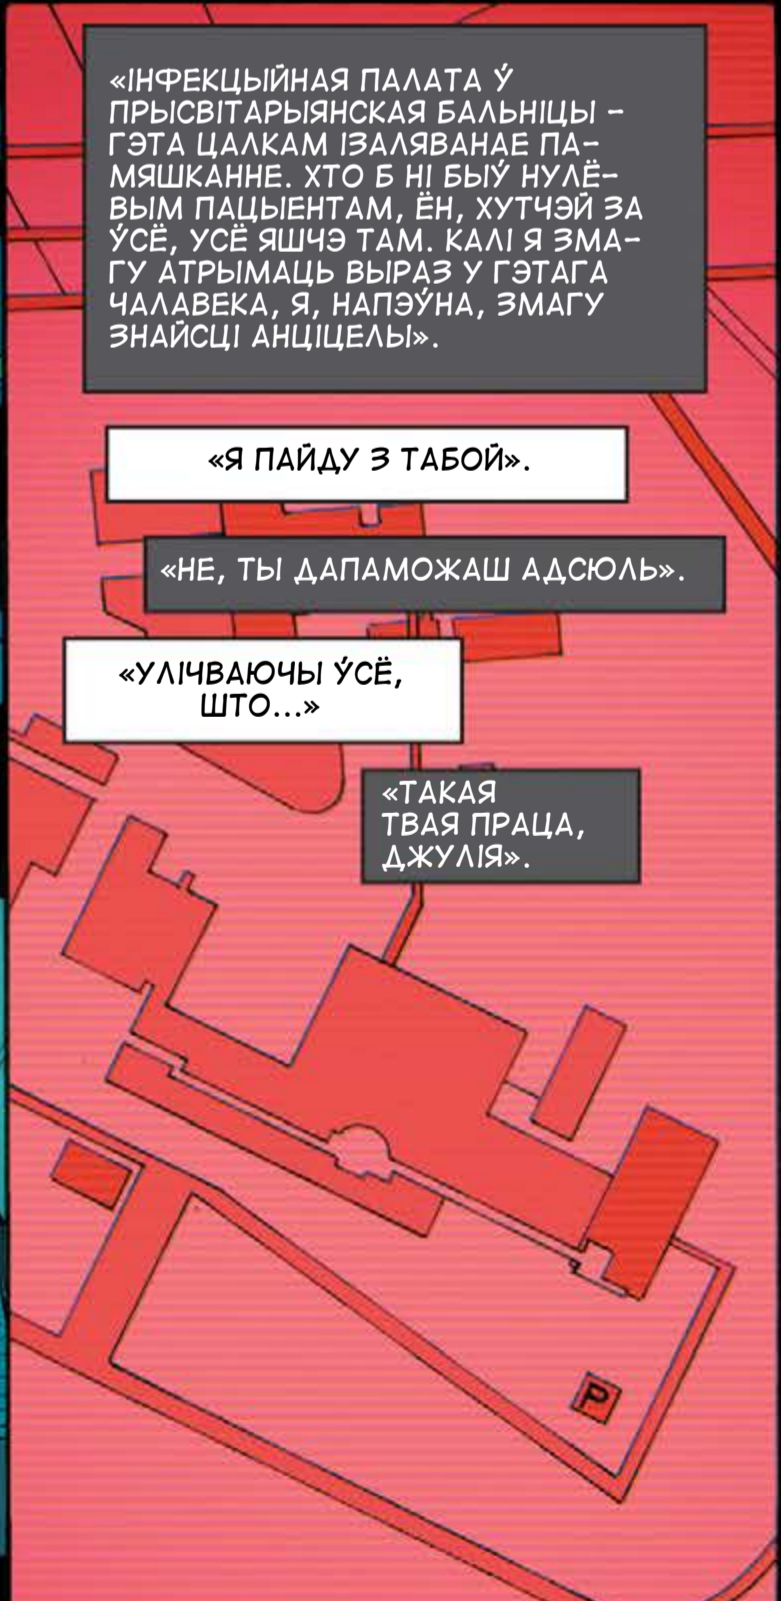 «ІНФЕКЦЫЙНАЯ ПАЛАТА Ў
ПРЫСВІТАРЫЯНСКАЯ БАЛЬНІЦЫ –
ГЭТА ЦАЛКАМ ІЗАЛЯВАНАЕ ПА-
МЯШКАННЕ. ХТО Б НІ БЫЎ НУЛЁ-
ВЫМ ПАЦЫЕНТАМ, ЁН, ХУТЧЭЙ ЗА
ЎСЁ, УСЁ ЯШЧЭ ТАМ. КАЛІ Я ЗМА-
ГУ АТРЫМАЦЬ ВЫРАЗ У ГЭТАГА
ЧАЛАВЕКА, Я, НАПЭЎНА, ЗМАГУ
ЗНАЙСЦІ АНЦІЦЕЛЫ».
«Я ПАЙДУ З ТАБОЙ».
«НЕ, ТЫ ДАПАМОЖАШ АДСЮЛЬ».
«УЛІЧВАЮЧЫ ЎСЁ,
ШТО...»
«ТАКАЯ
ТВАЯ ПРАЦА,
ДЖУЛІЯ».
P